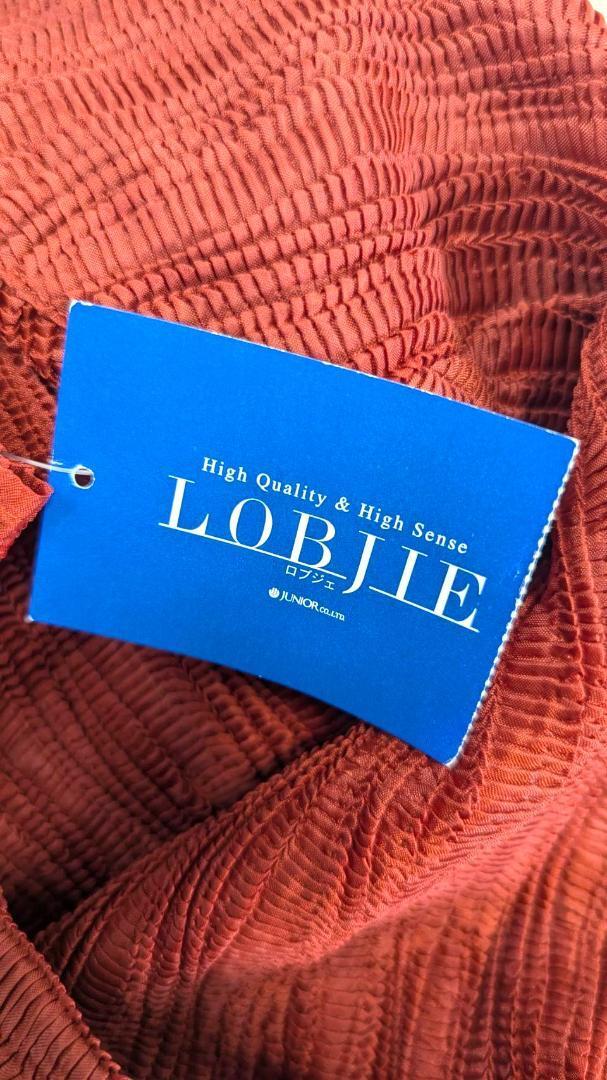 High Quality & High Sense
LOBJIE
ロブジェ
JUNIOR CO.,LTD.